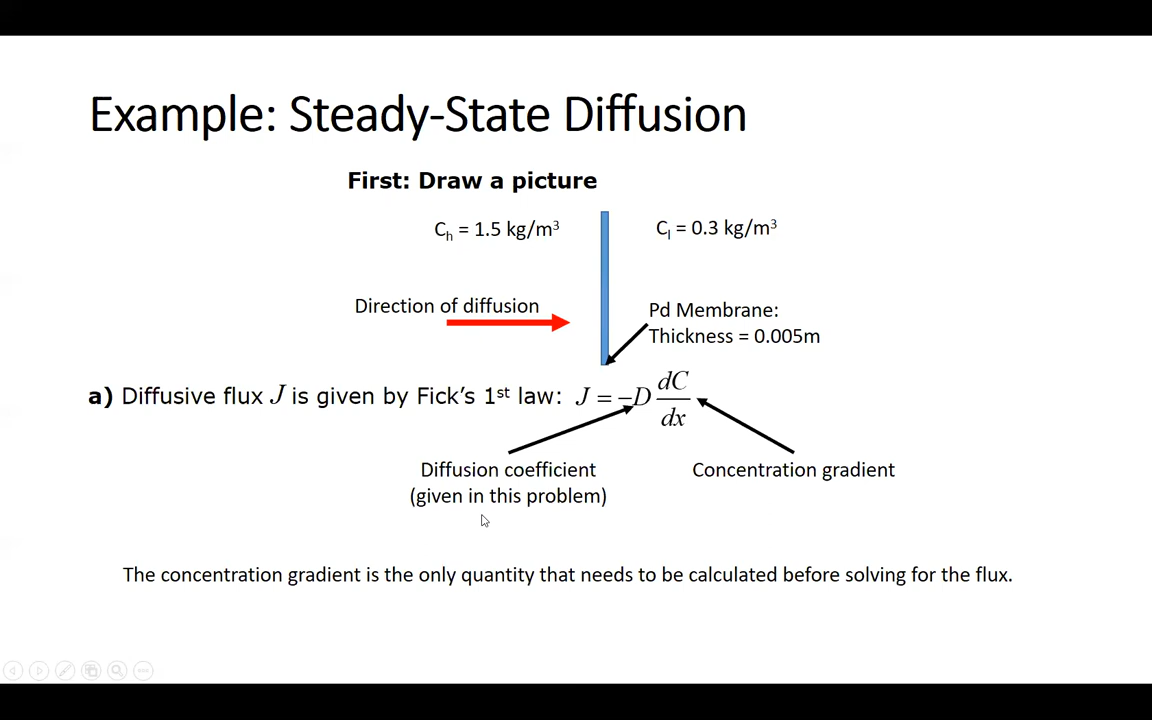 Example: Steady-State Diffusion
First: Draw a picture
Cₕ = 1.5 kg/m³
Cₗ = 0.3 kg/m³
Direction of diffusion
Pd Membrane:
Thickness = 0.005m
a) Diffusive flux J is given by Fick's 1ˢᵗ law: J = −D dC/dx
Diffusion coefficient
(given in this problem)
Concentration gradient
The concentration gradient is the only quantity that needs to be calculated before solving for the flux.